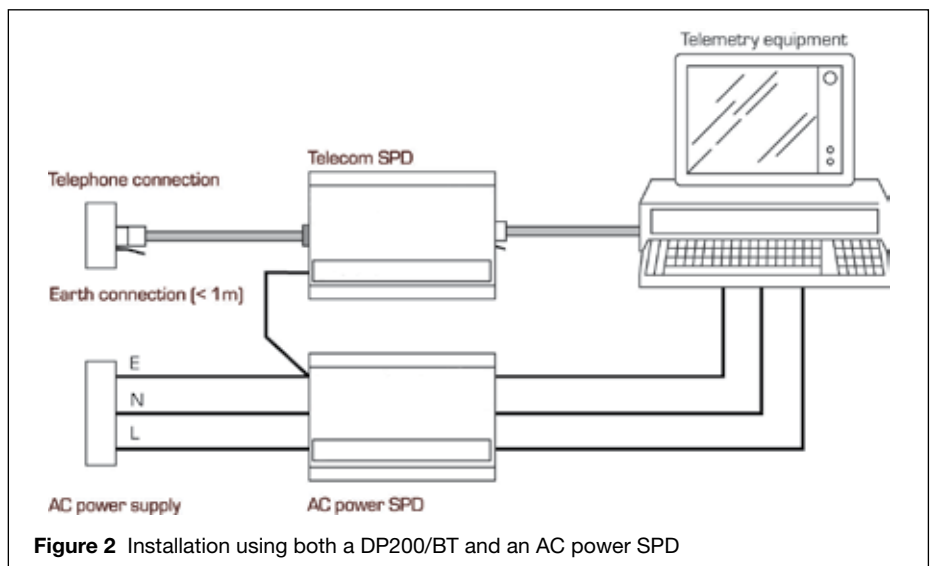 Telemetry equipment
Telecom SPD
Telephone connection
Earth connection (< 1m)
E
N
L
AC power supply
AC power SPD
Figure 2 Installation using both a DP200/BT and an AC power SPD